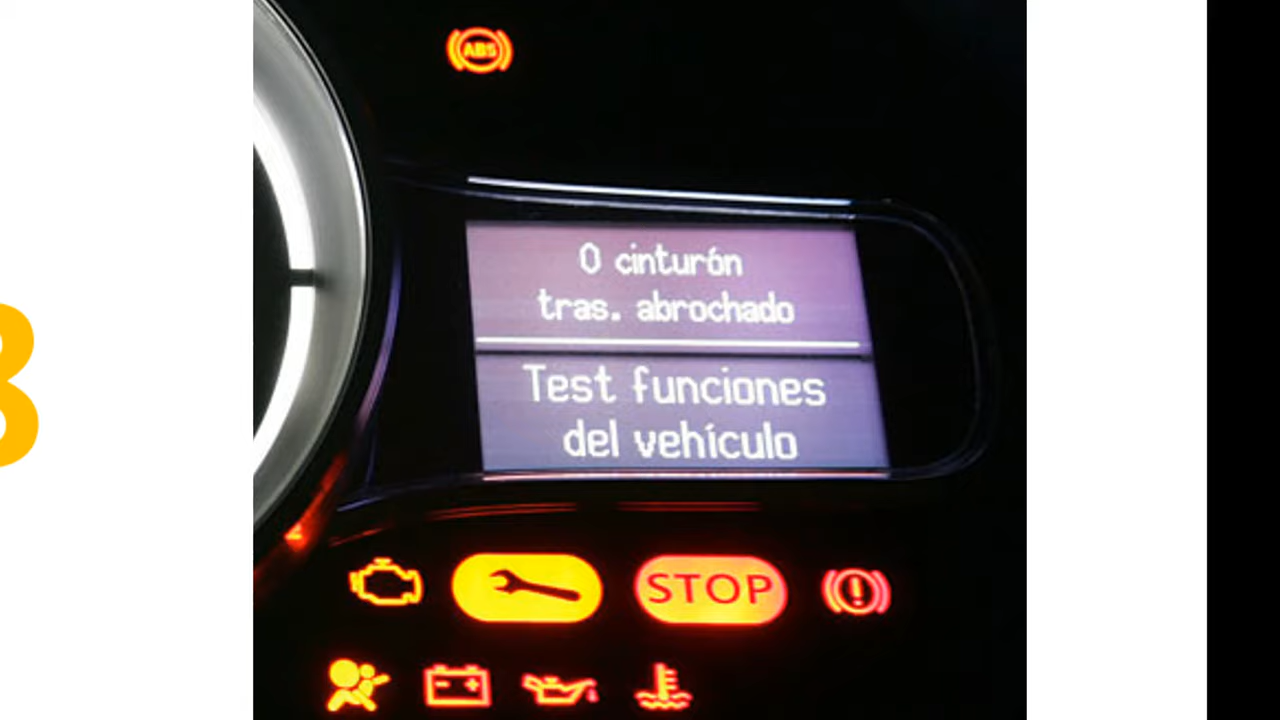 ABS
0 cinturón
tras. abrochado
Test funciones
del vehículo
STOP